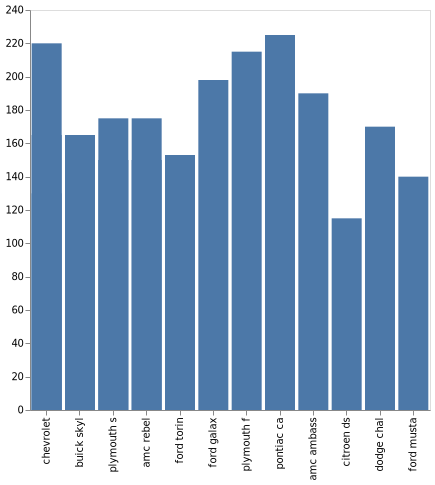 240
220
200
180
160
140
120
100
80
60
40
20
0
chevrolet
buick skyl
plymouth s
amc rebel
ford torin
ford galax
plymouth f
pontiac ca
amc ambass
citroen ds
dodge chal
ford musta